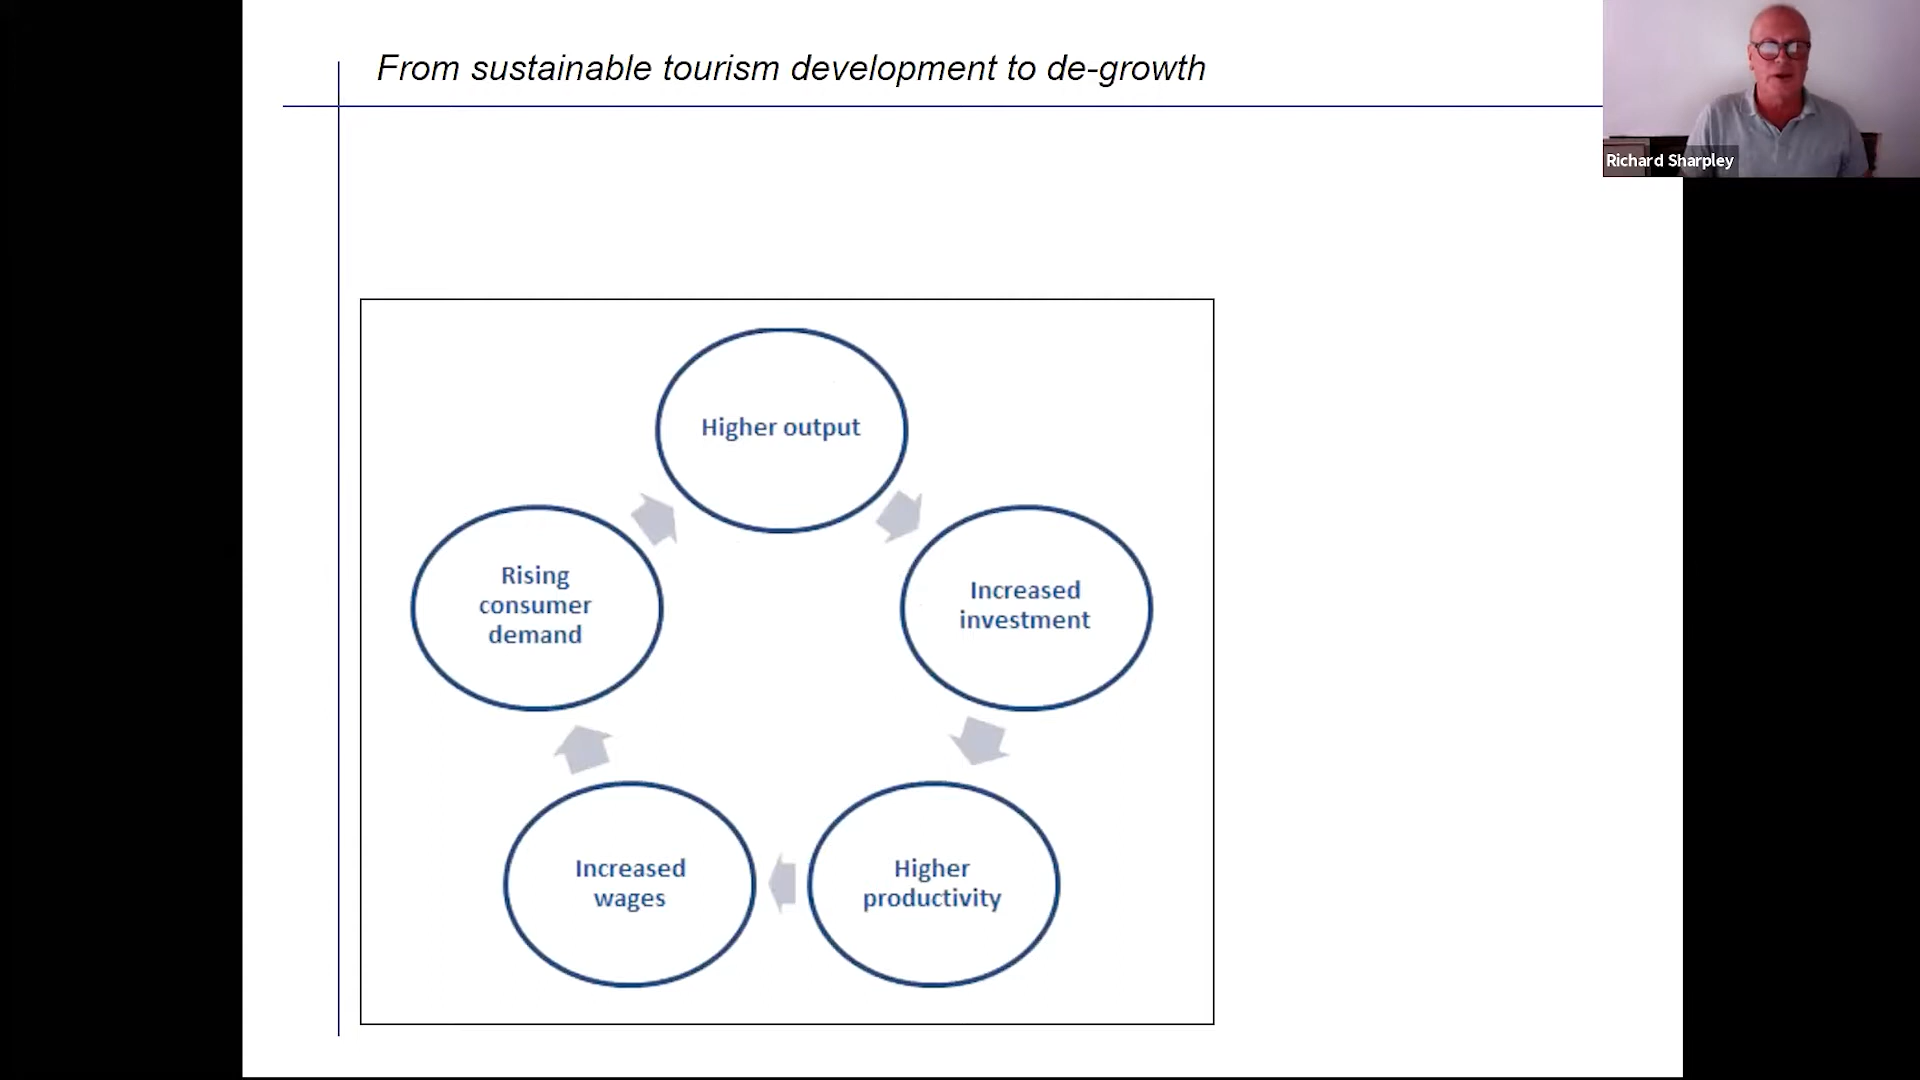 From sustainable tourism development to de-growth
Richard Sharpley
Higher output
Rising
consumer
demand
Increased
investment
Increased
wages
Higher
productivity